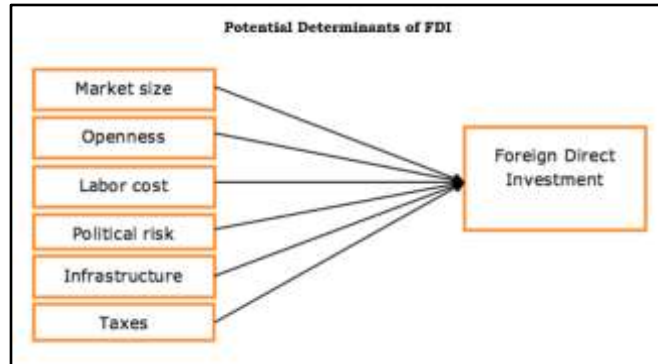 Potential Determinants of FDI
Market size
Openness
Labor cost
Political risk
Infrastructure
Taxes
Foreign Direct
Investment